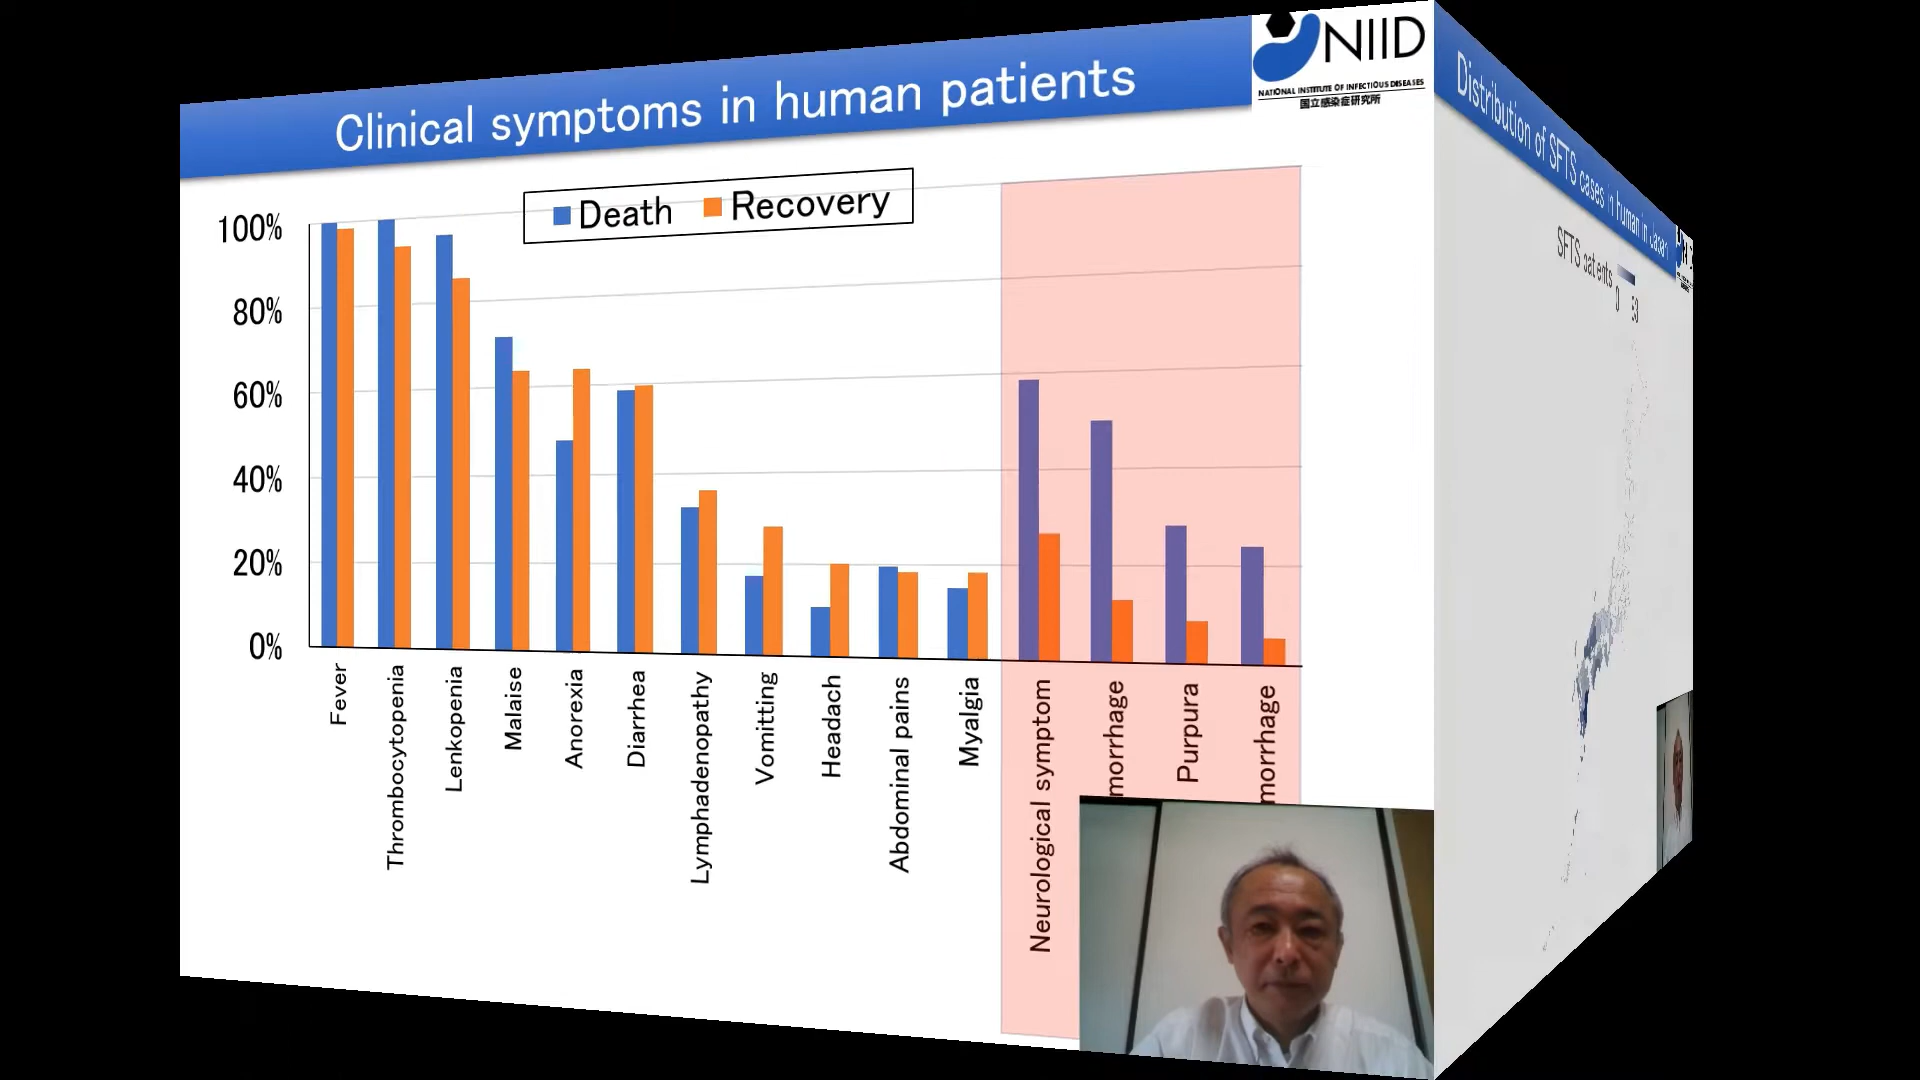 Clinical symptoms in human patients
NIID
NATIONAL INSTITUTE OF INFECTIOUS DISEASES
国立感染症研究所
Death
Recovery
100%
80%
60%
40%
20%
0%
Fever
Thrombocytopenia
Lenkopenia
Malaise
Anorexia
Diarrhea
Lymphadenopathy
Vomitting
Headach
Abdominal pains
Myalgia
Neurological symptom
morrhage
Purpura
morrhage
Distribution of SFTS cases in human in Japan
SFTS patients
0